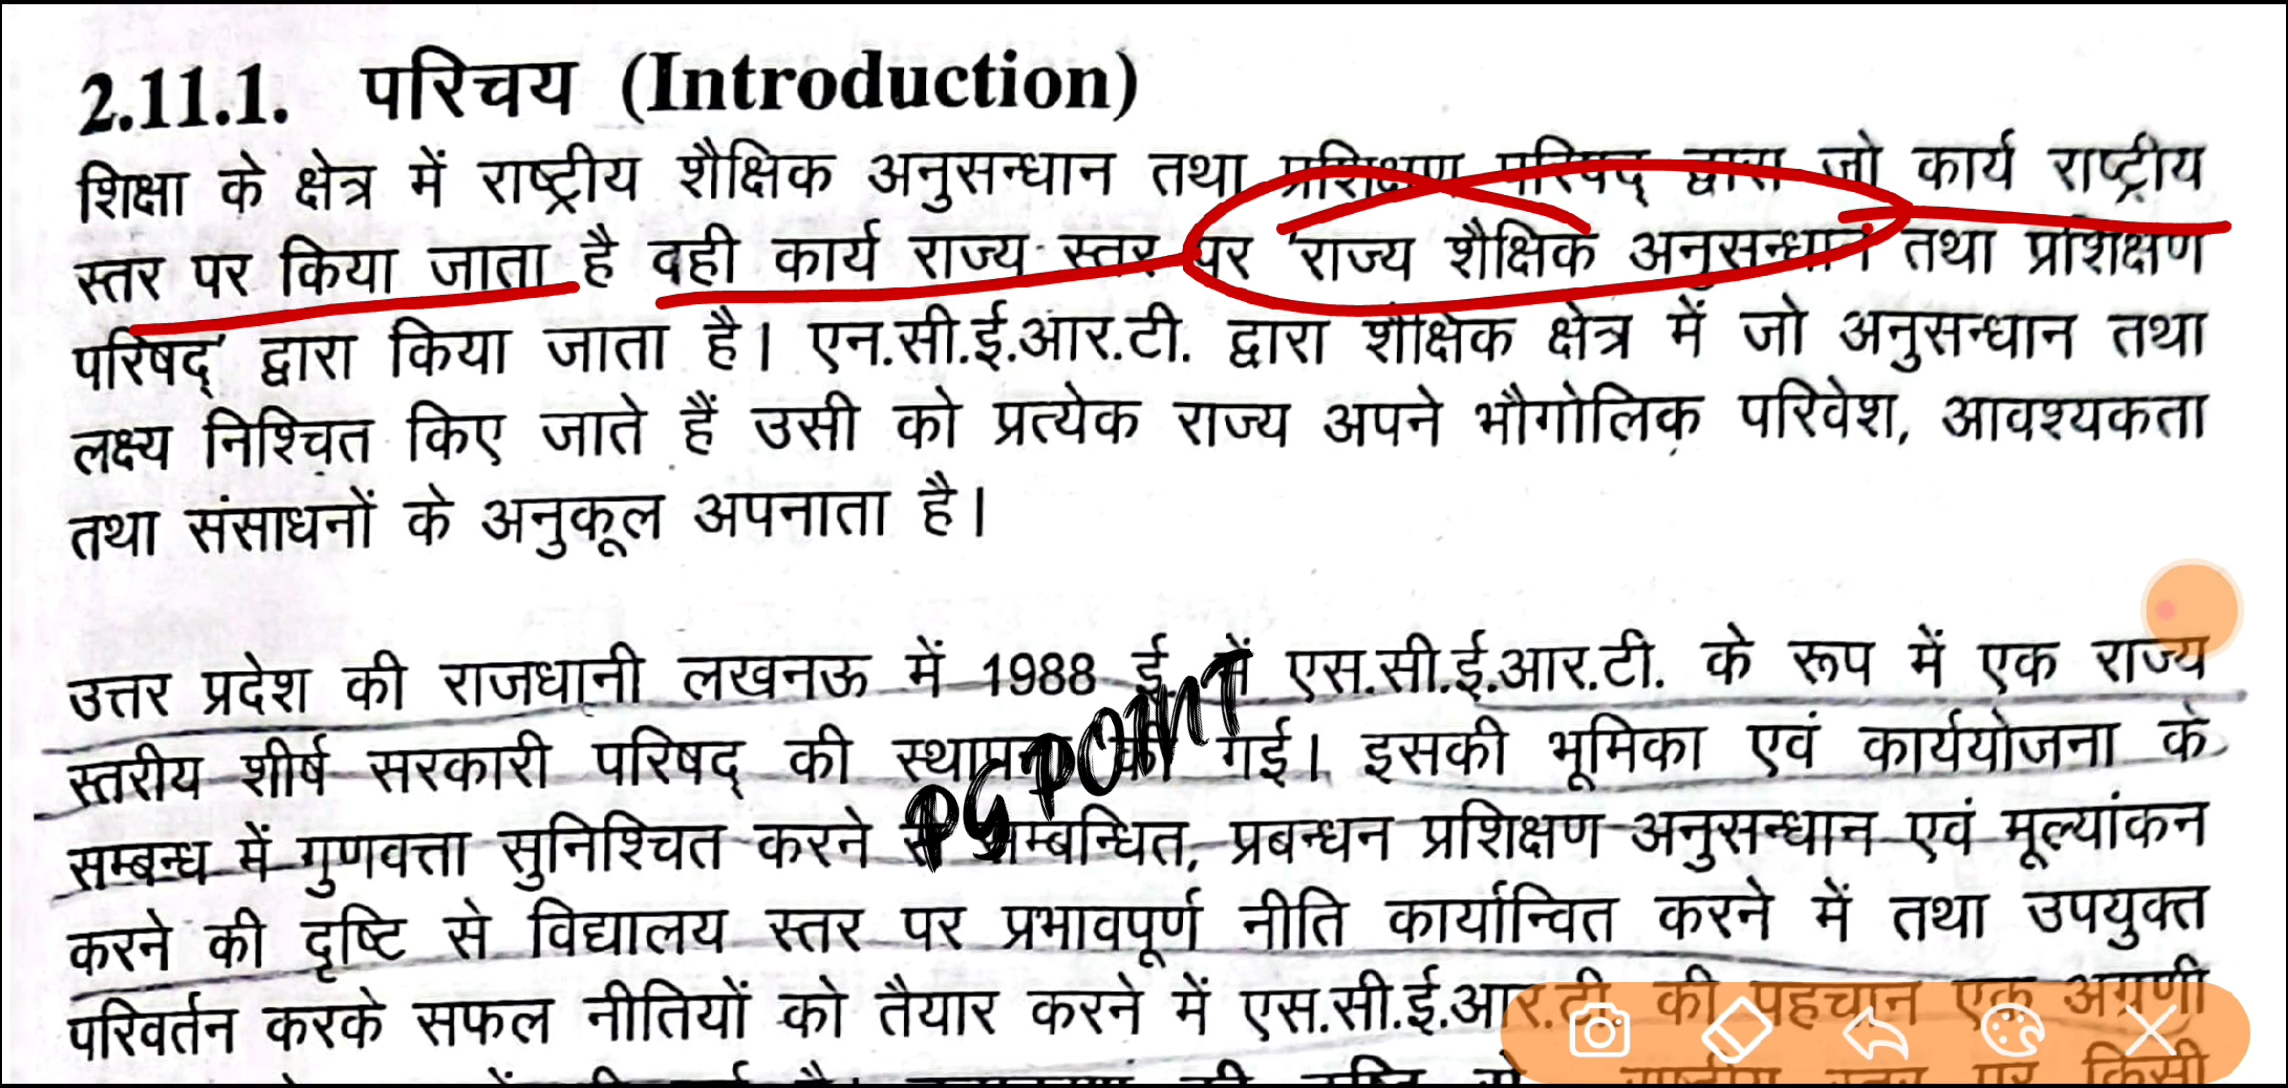 2.11.1. परिचय (Introduction)
शिक्षा के क्षेत्र में राष्ट्रीय शैक्षिक अनुसन्धान तथा प्रशिक्षण परिषद् द्वारा जो कार्य राष्ट्रीय
स्तर पर किया जाता है वही कार्य राज्य स्तर पर 'राज्य शैक्षिक अनुसन्धान तथा प्रशिक्षण
परिषद्' द्वारा किया जाता है। एन.सी.ई.आर.टी. द्वारा शैक्षिक क्षेत्र में जो अनुसन्धान तथा
लक्ष्य निश्चित किए जाते हैं उसी को प्रत्येक राज्य अपने भौगोलिक परिवेश, आवश्यकता
तथा संसाधनों के अनुकूल अपनाता है।
उत्तर प्रदेश की राजधानी लखनऊ में 1988 ई. में एस.सी.ई.आर.टी. के रूप में एक राज्य
स्तरीय शीर्ष सरकारी परिषद् की स्थापना की गई। इसकी भूमिका एवं कार्ययोजना के
PG POINT
सम्बन्ध में गुणवत्ता सुनिश्चित करने से सम्बन्धित, प्रबन्धन प्रशिक्षण अनुसन्धान एवं मूल्यांकन
करने की दृष्टि से विद्यालय स्तर पर प्रभावपूर्ण नीति कार्यान्वित करने में तथा उपयुक्त
परिवर्तन करके सफल नीतियों को तैयार करने में एस.सी.ई.आर.टी. की पहचान एक अग्रणी
की दृष्टि से राष्ट्रीय स्तर पर किसी